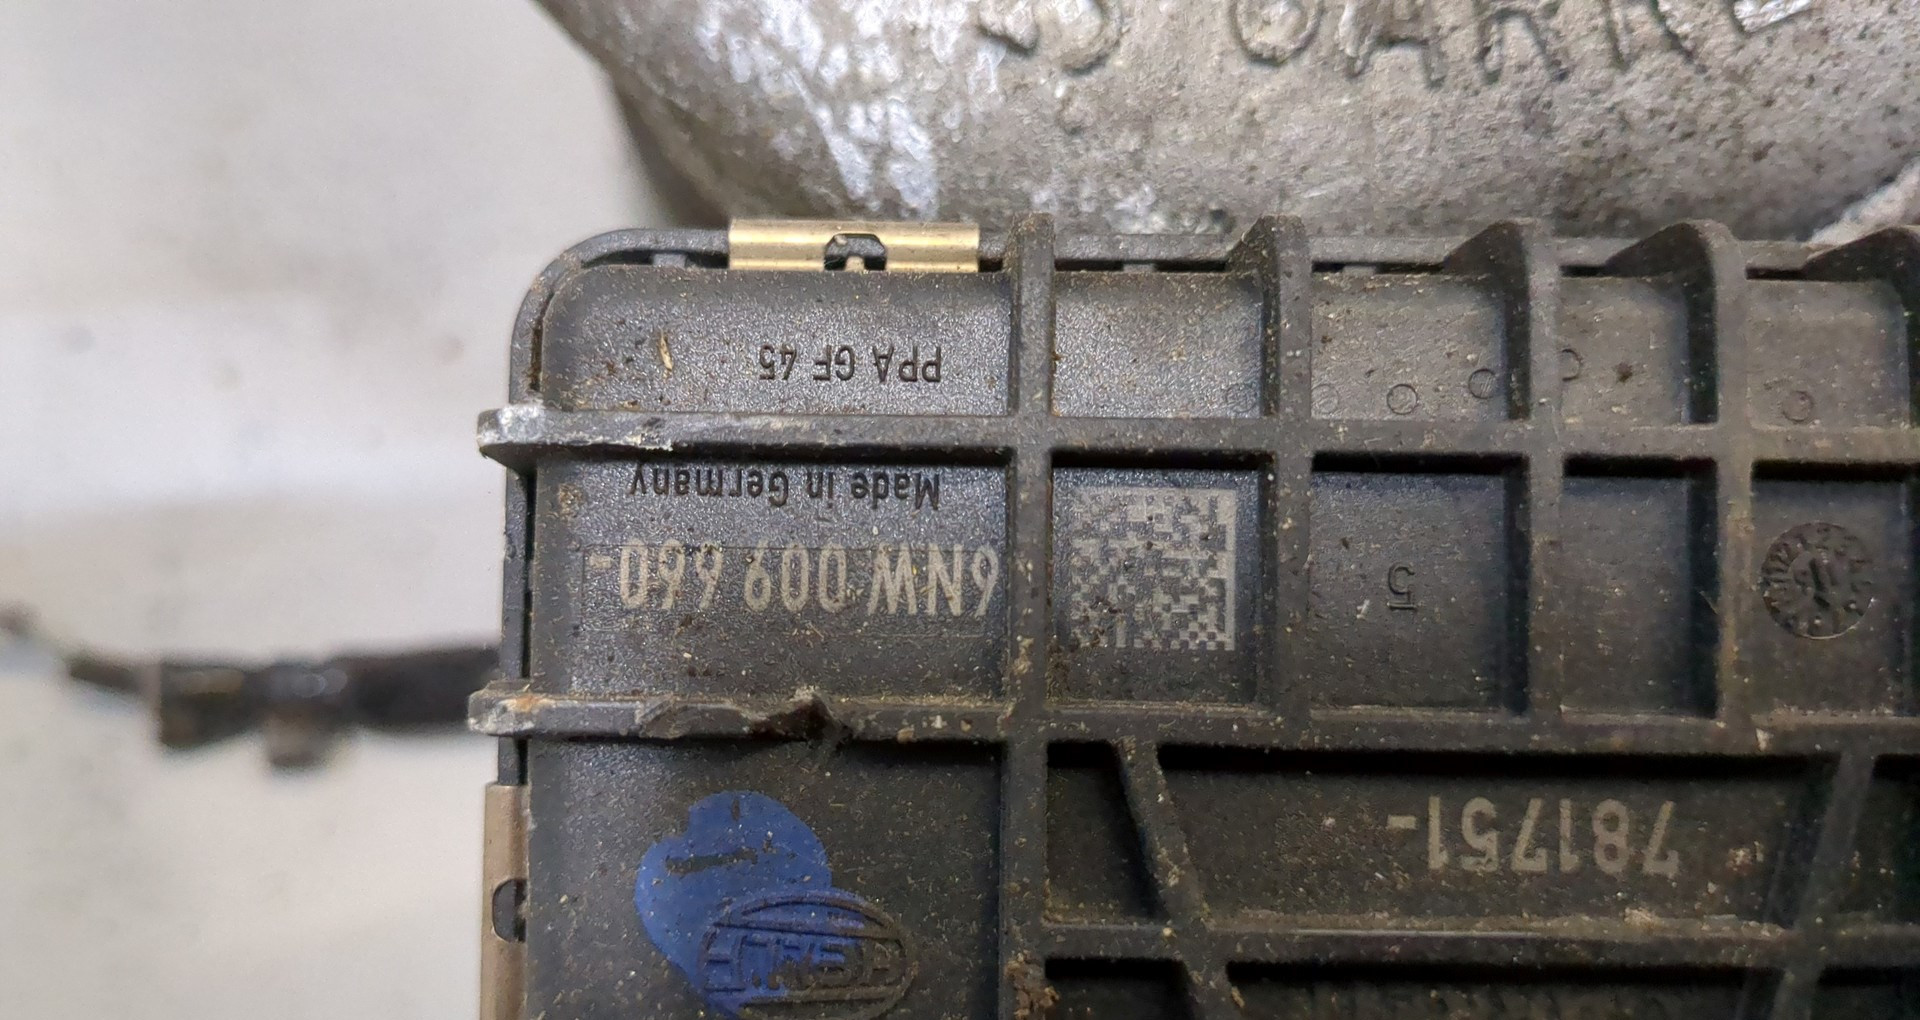 HELLA
781751-
5
6NW 009 660-
Made in Germany
PPA GF 45